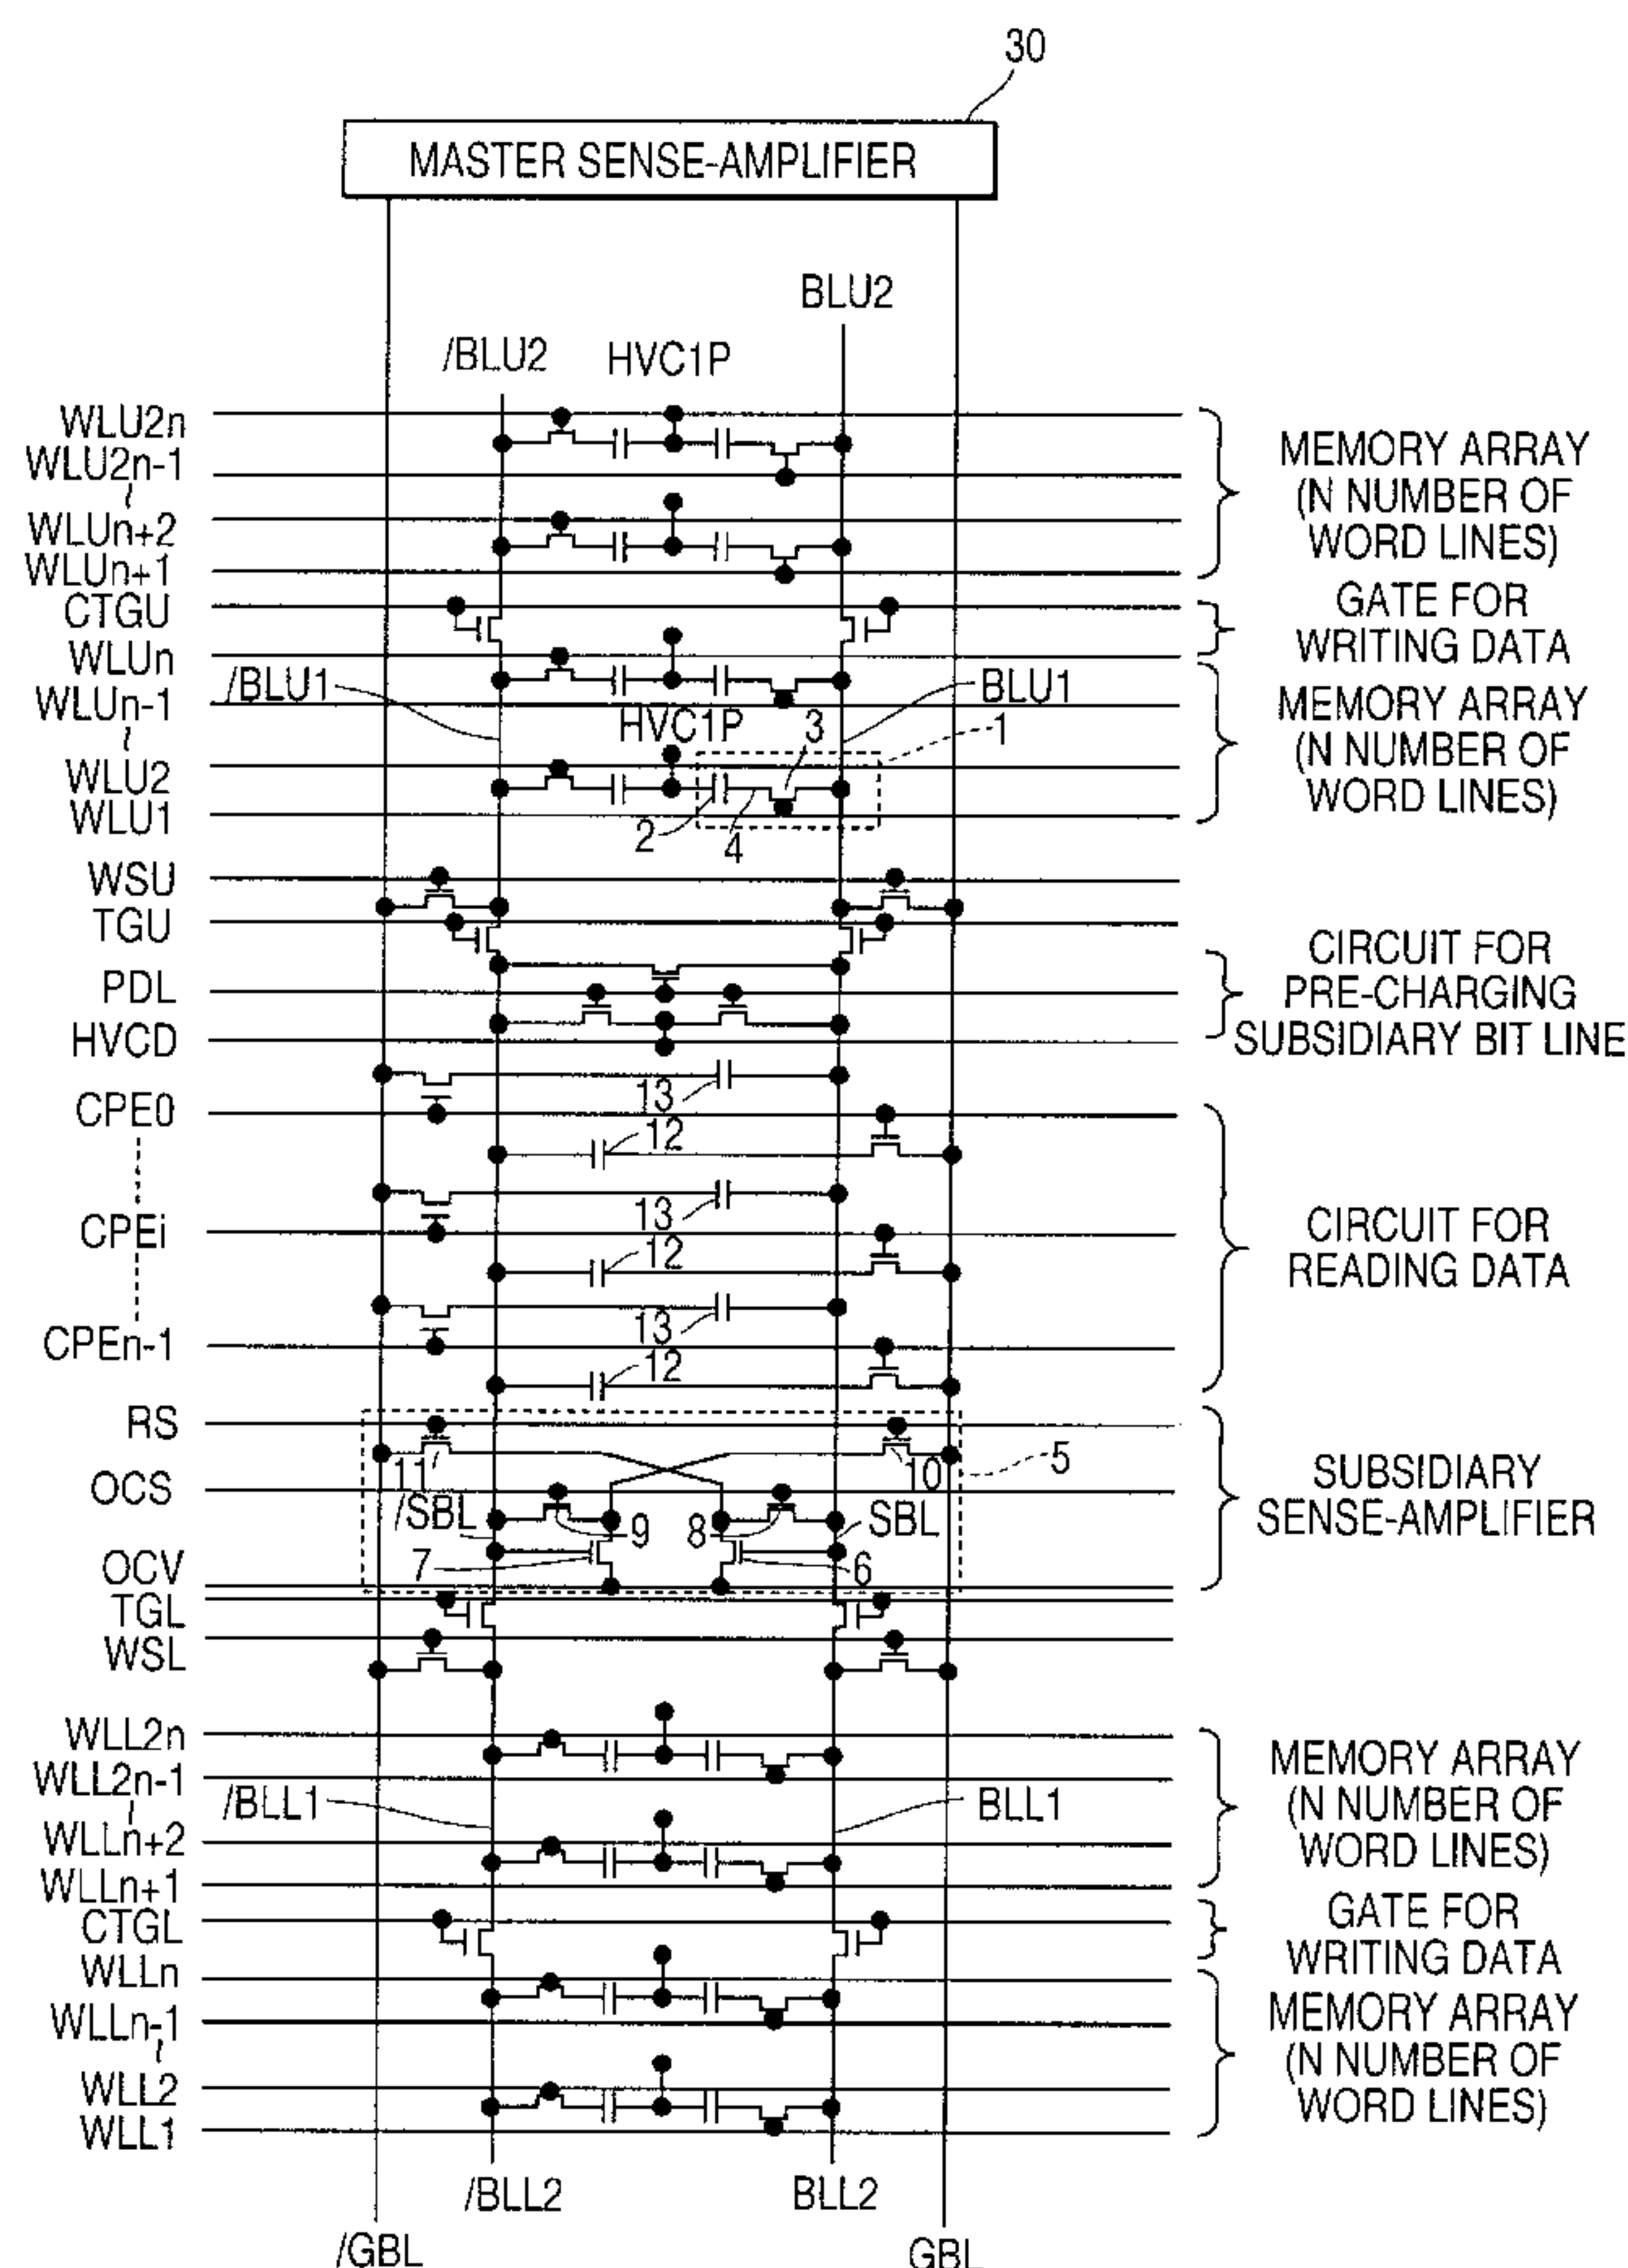 30
MASTER SENSE-AMPLIFIER
BLU2
/BLU2
HVC1P
WLU2n
WLU2n-1
~
WLUn+2
WLUn+1
MEMORY ARRAY
(N NUMBER OF
WORD LINES)
CTGU
GATE FOR
WRITING DATA
WLUn
/BLU1
BLU1
WLUn-1
~
HVC1P
3
1
WLU2
WLU1
2
4
MEMORY ARRAY
(N NUMBER OF
WORD LINES)
WSU
TGU
PDL
HVCD
CIRCUIT FOR
PRE-CHARGING
SUBSIDIARY BIT LINE
13
CPE0
12
13
CPEi
12
13
CPEn-1
12
CIRCUIT FOR
READING DATA
RS
11
10
5
OCS
/SBL
9
8
SBL
7
6
OCV
SUBSIDIARY
SENSE-AMPLIFIER
TGL
WSL
WLL2n
WLL2n-1
~
/BLL1
BLL1
WLLn+2
WLLn+1
MEMORY ARRAY
(N NUMBER OF
WORD LINES)
CTGL
GATE FOR
WRITING DATA
WLLn
WLLn-1
~
WLL2
WLL1
MEMORY ARRAY
(N NUMBER OF
WORD LINES)
/BLL2
BLL2
/GBL
GBL